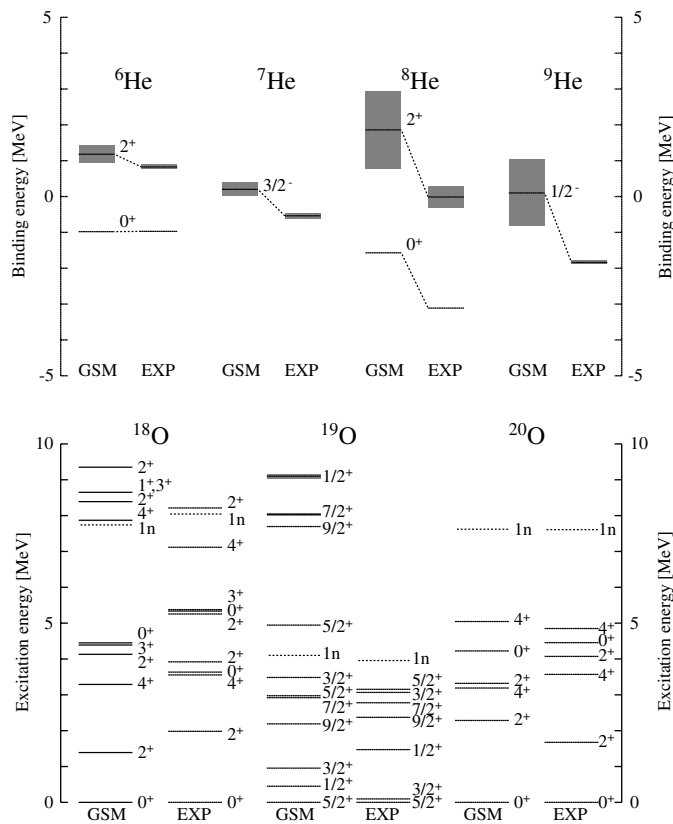 5
5
⁶He
⁷He
⁸He
⁹He
2⁺
2⁺
3/2⁻
1/2⁻
0
0
0⁺
0⁺
Binding energy [MeV]
Binding energy [MeV]
-5
-5
GSM
EXP
GSM
EXP
GSM
EXP
GSM
EXP
¹⁸O
¹⁹O
²⁰O
10
10
5
5
0
0
Excitation energy [MeV]
Excitation energy [MeV]
2⁺
1⁺,3⁺
2⁺
4⁺
1n
0⁺
3⁺
2⁺
4⁺
2⁺
0⁺
2⁺
1n
4⁺
3⁺
0⁺
2⁺
2⁺
0⁺
4⁺
2⁺
0⁺
1/2⁺
7/2⁺
9/2⁺
5/2⁺
1n
3/2⁺
5/2⁺
7/2⁺
9/2⁺
3/2⁺
1/2⁺
5/2⁺
1n
5/2⁺
3/2⁺
7/2⁺
9/2⁺
1/2⁺
3/2⁺
5/2⁺
1n
4⁺
0⁺
2⁺
4⁺
2⁺
0⁺
1n
4⁺
0⁺
2⁺
4⁺
2⁺
0⁺
GSM
EXP
GSM
EXP
GSM
EXP